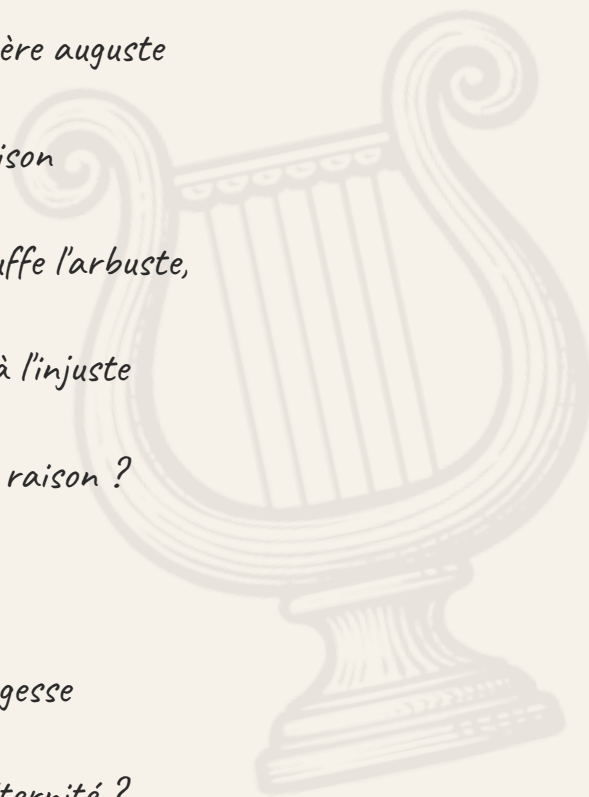 ère auguste
ison
uffe l'arbuste,
à l'injuste
raison ?
gesse
ternité ?